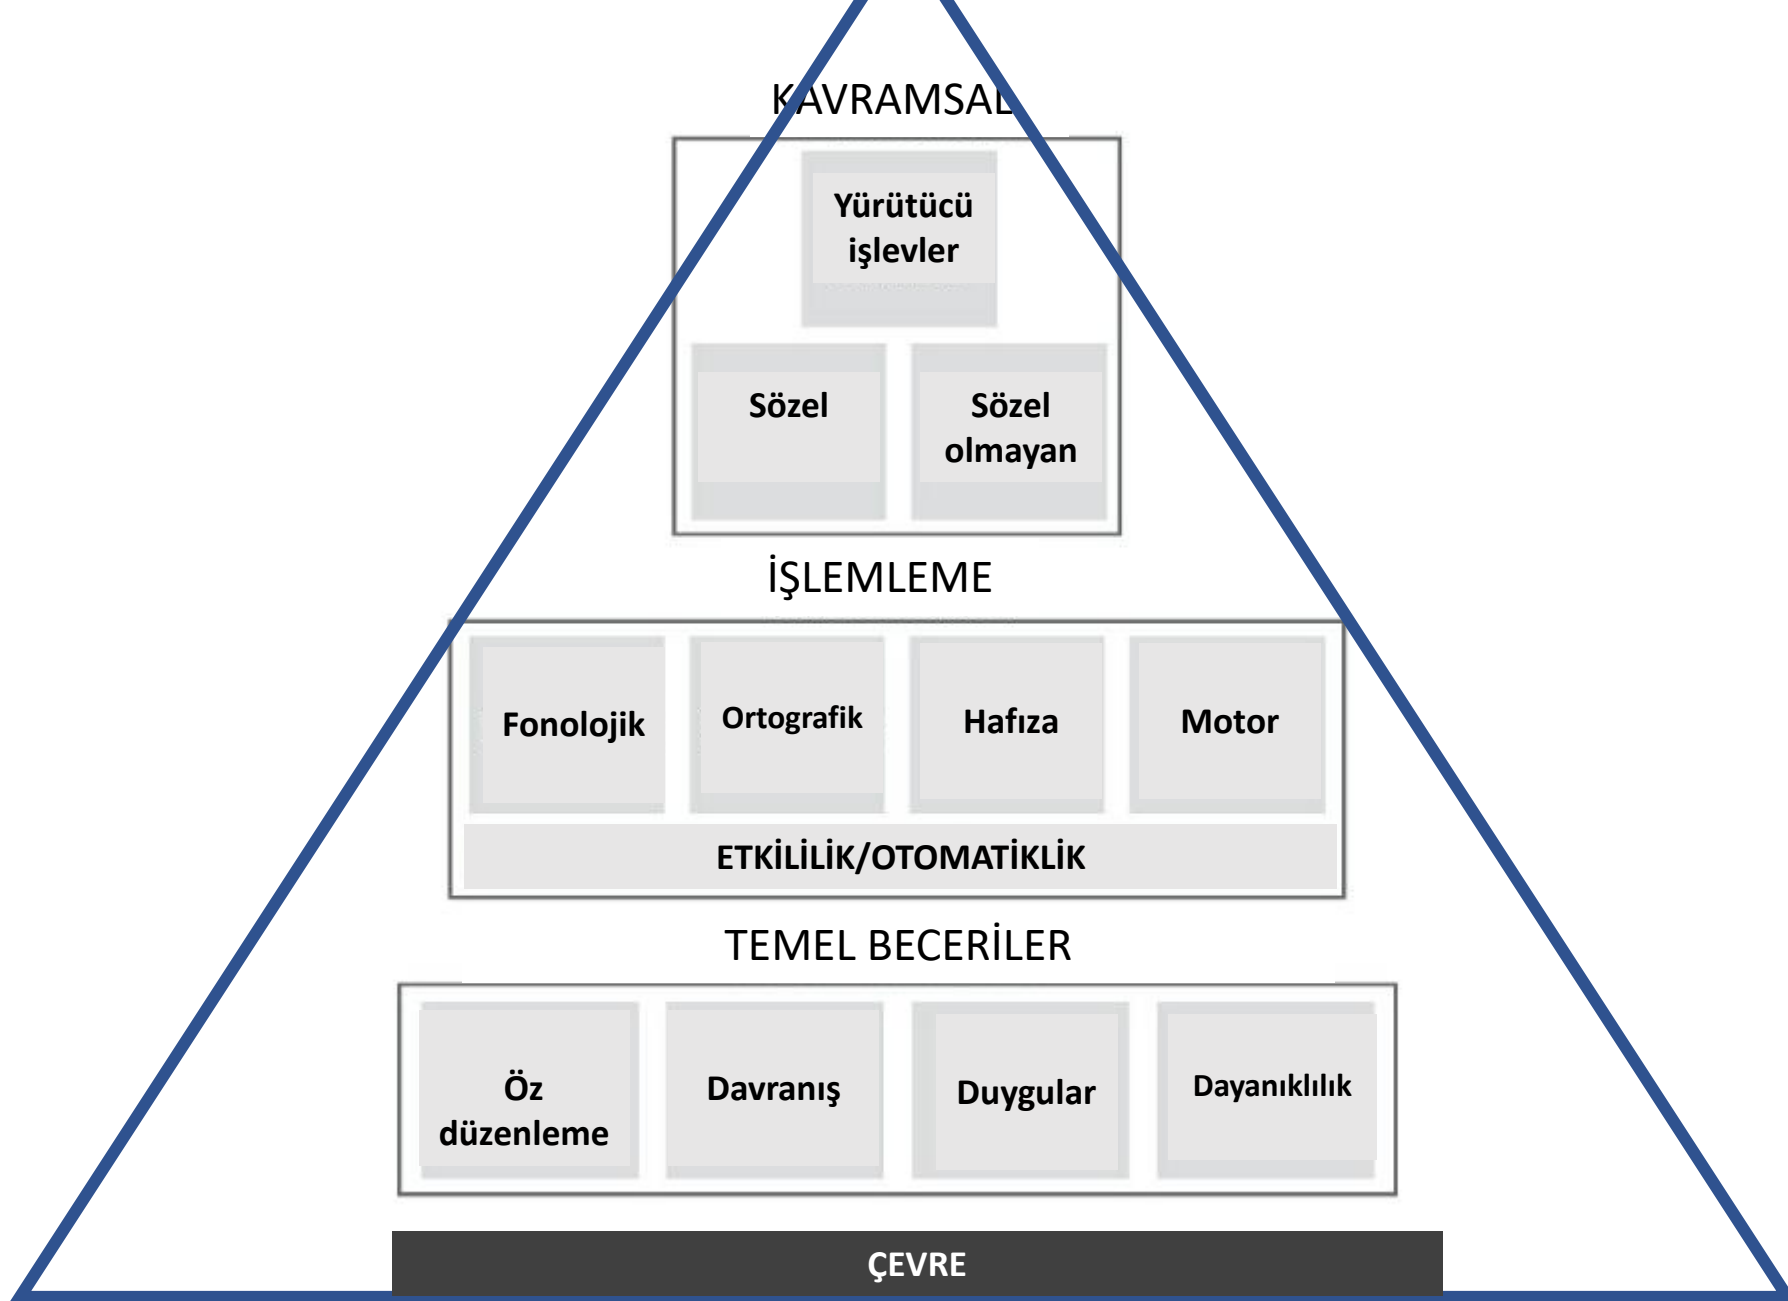 KAVRAMSAL
Yürütücü
işlevler
Sözel
Sözel
olmayan
İŞLEMLEME
Fonolojik
Ortografik
Hafıza
Motor
ETKİLİLİK/OTOMATİKLİK
TEMEL BECERİLER
Öz
düzenleme
Davranış
Duygular
Dayanıklılık
ÇEVRE